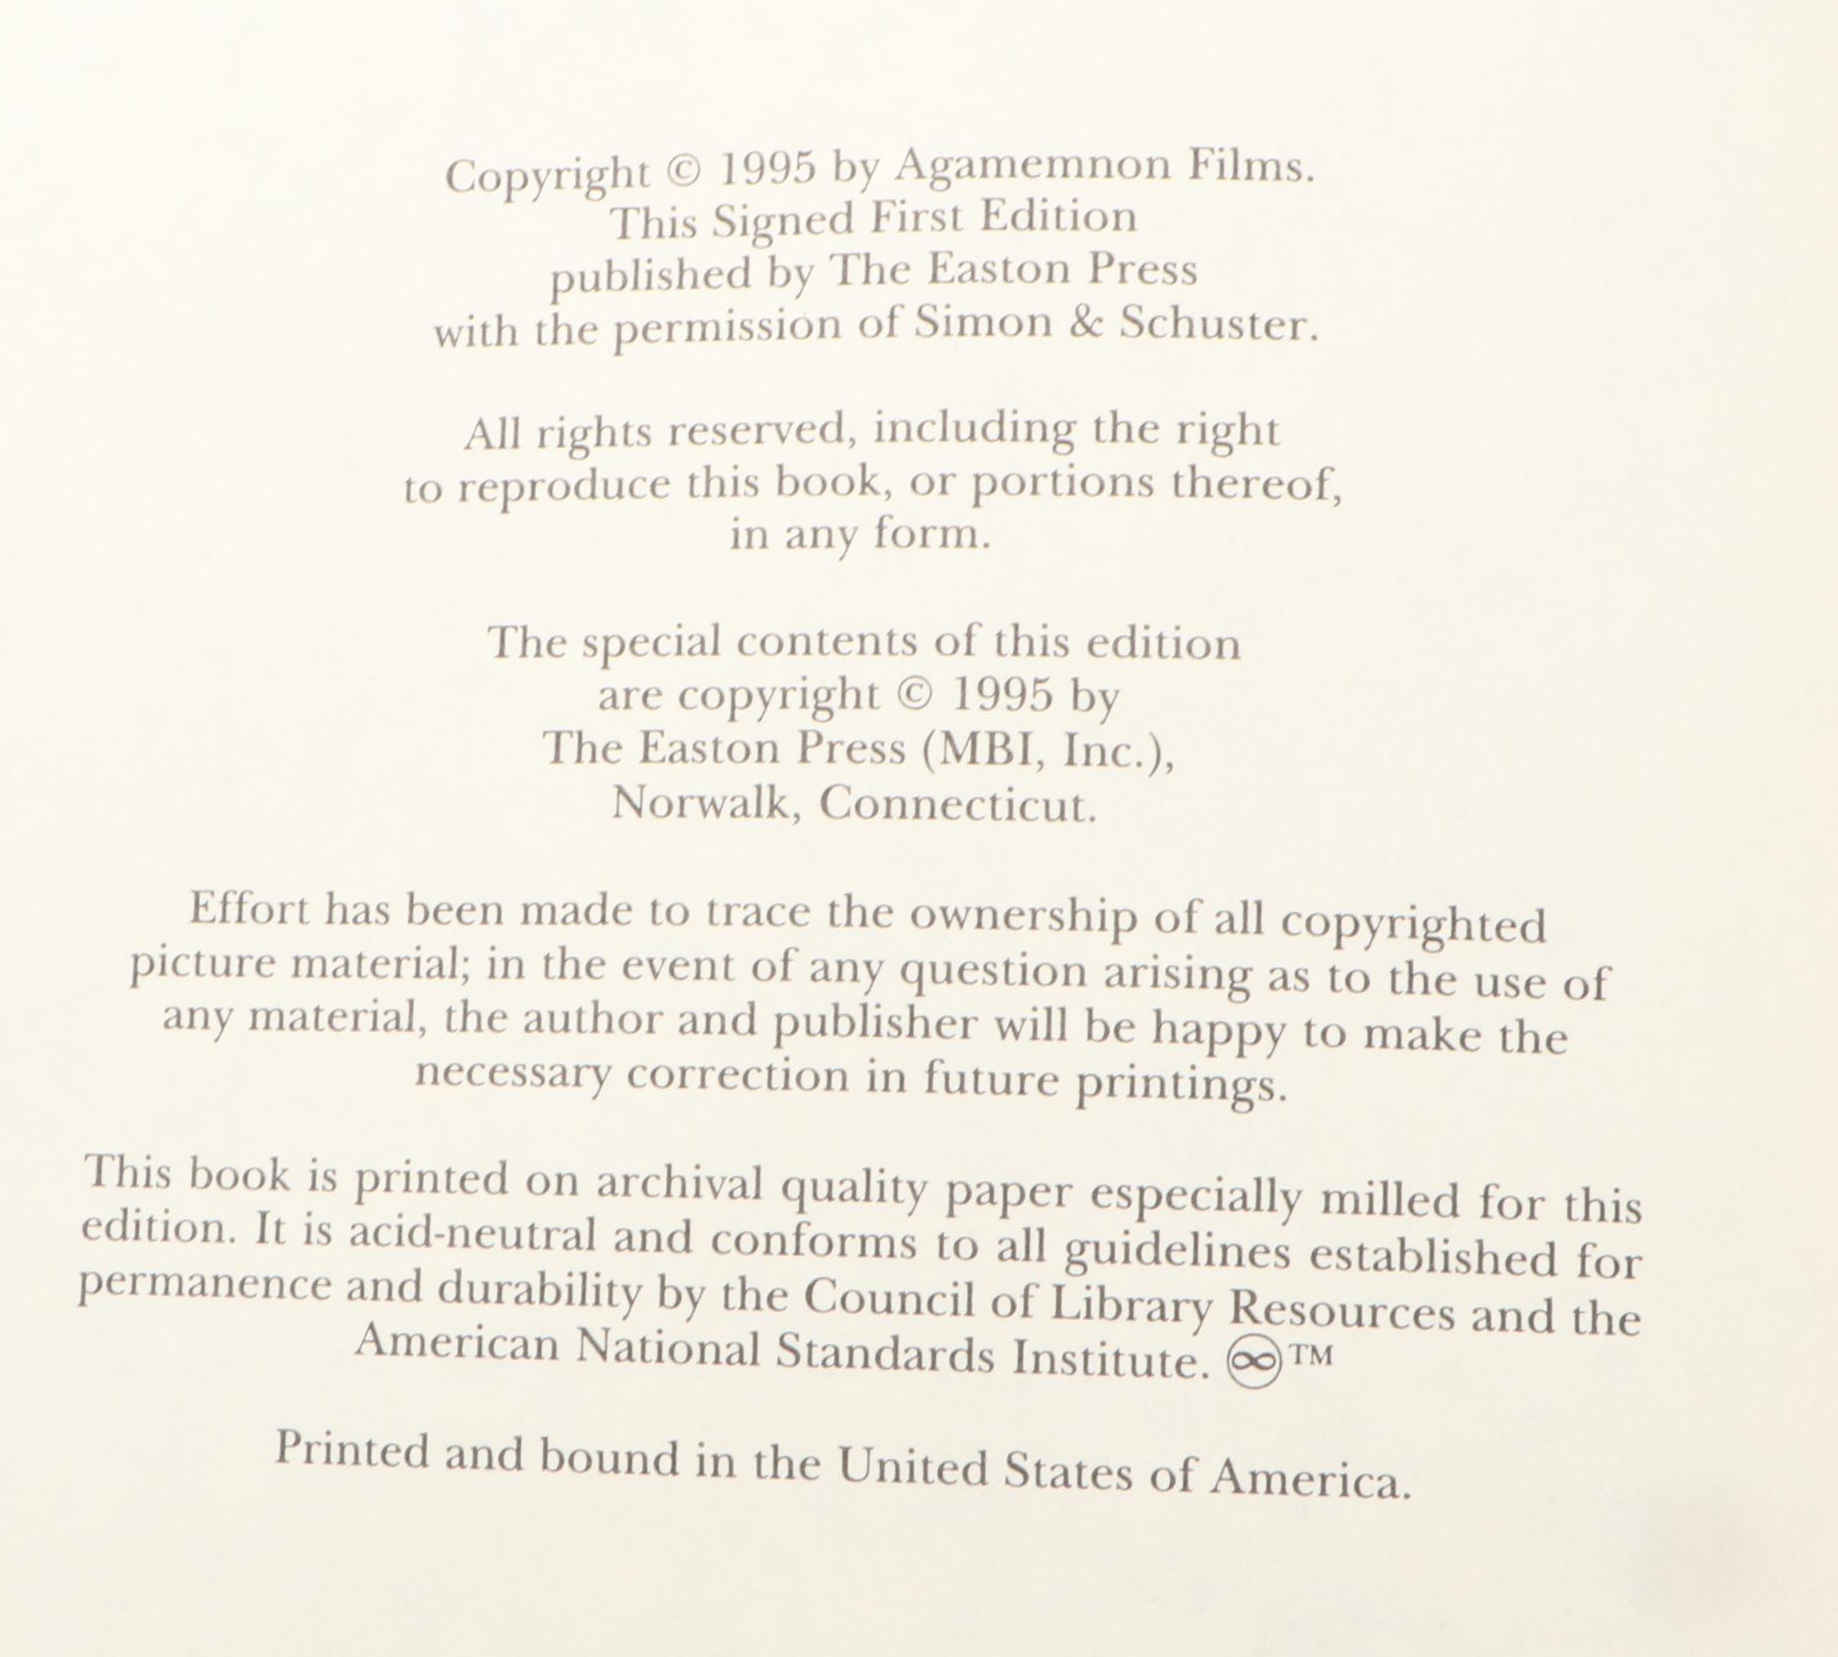 Copyright © 1995 by Agamemnon Films.
This Signed First Edition
published by The Easton Press
with the permission of Simon & Schuster.
All rights reserved, including the right
to reproduce this book, or portions thereof,
in any form.
The special contents of this edition
are copyright © 1995 by
The Easton Press (MBI, Inc.),
Norwalk, Connecticut.
Effort has been made to trace the ownership of all copyrighted
picture material; in the event of any question arising as to the use of
any material, the author and publisher will be happy to make the
necessary correction in future printings.
This book is printed on archival quality paper especially milled for this
edition. It is acid-neutral and conforms to all guidelines established for
permanence and durability by the Council of Library Resources and the
American National Standards Institute. ♾™
Printed and bound in the United States of America.